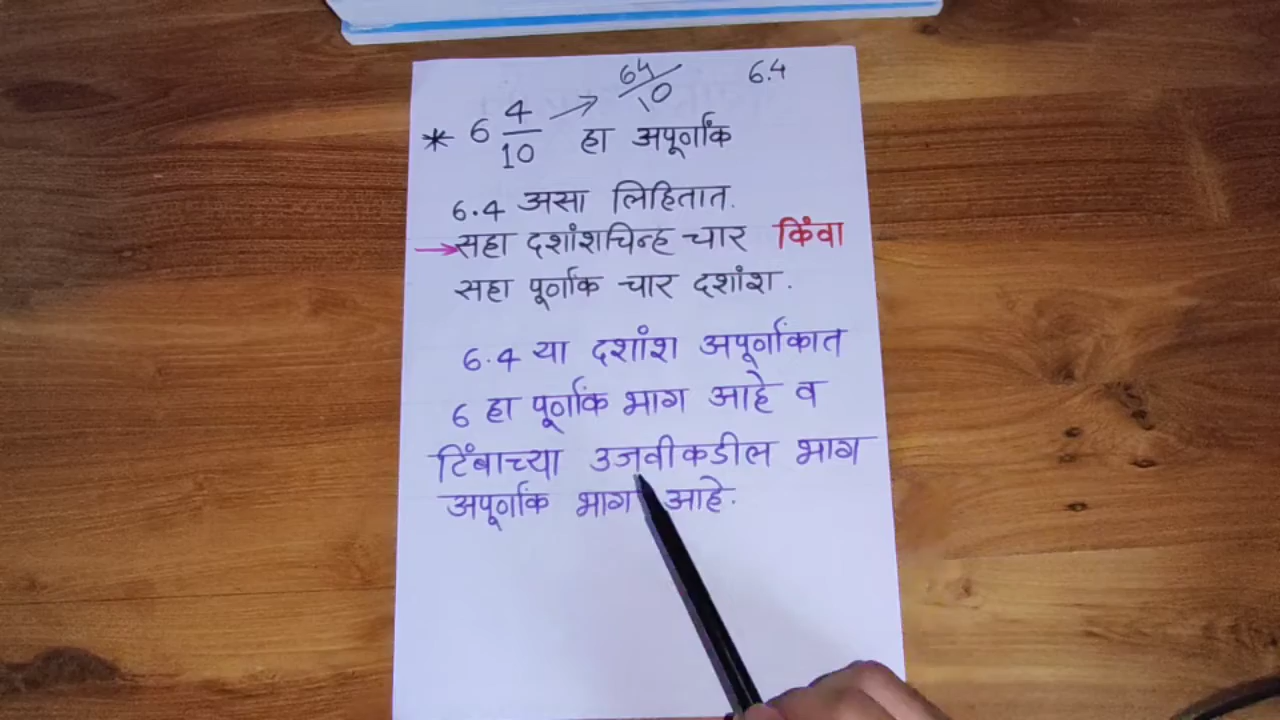 * 6 4/10 → 64/10 6.4
हा अपूर्णांक
6.4 असा लिहितात.
→सहा दशांशचिन्ह चार किंवा
सहा पूर्णांक चार दशांश.
6.4 या दशांश अपूर्णांकात
6 हा पूर्णांक भाग आहे व
टिंबाच्या उजवीकडील भाग
अपूर्णांक भाग आहे.